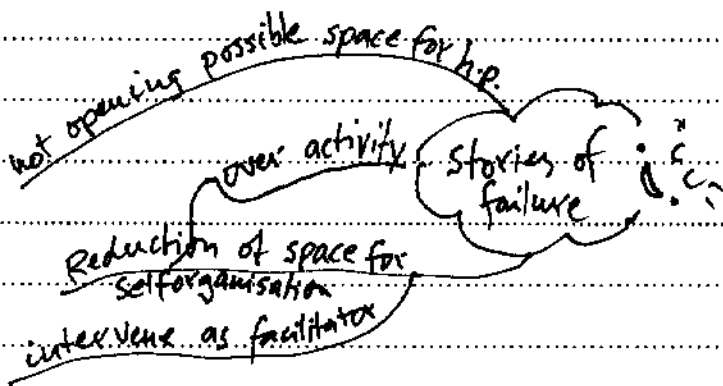 not opening possible space for h.p.
over activity
stories of
failure
Reduction of space for
selforganisation
intervene as facilitator